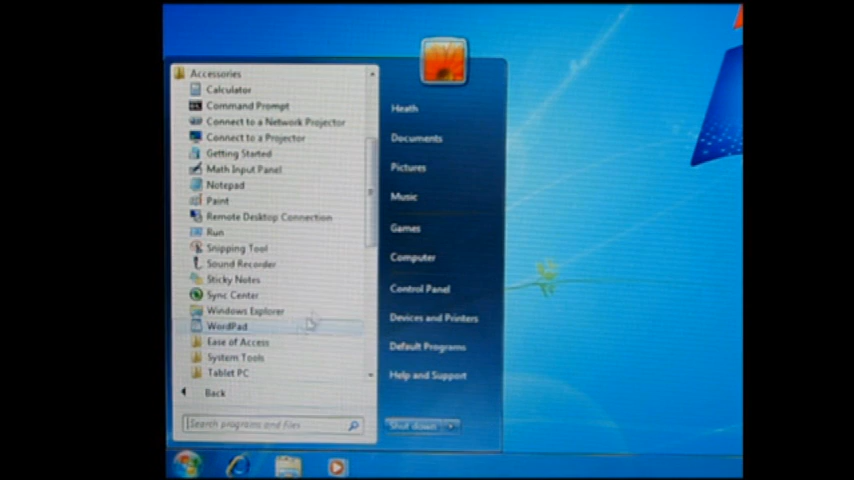 Accessories
Calculator
Command Prompt
Connect to a Network Projector
Connect to a Projector
Getting Started
Math Input Panel
Notepad
Paint
Remote Desktop Connection
Run
Snipping Tool
Sound Recorder
Sticky Notes
Sync Center
Windows Explorer
WordPad
Ease of Access
System Tools
Tablet PC
Back
Search programs and files
Heath
Documents
Pictures
Music
Games
Computer
Control Panel
Devices and Printers
Default Programs
Help and Support
Shut down